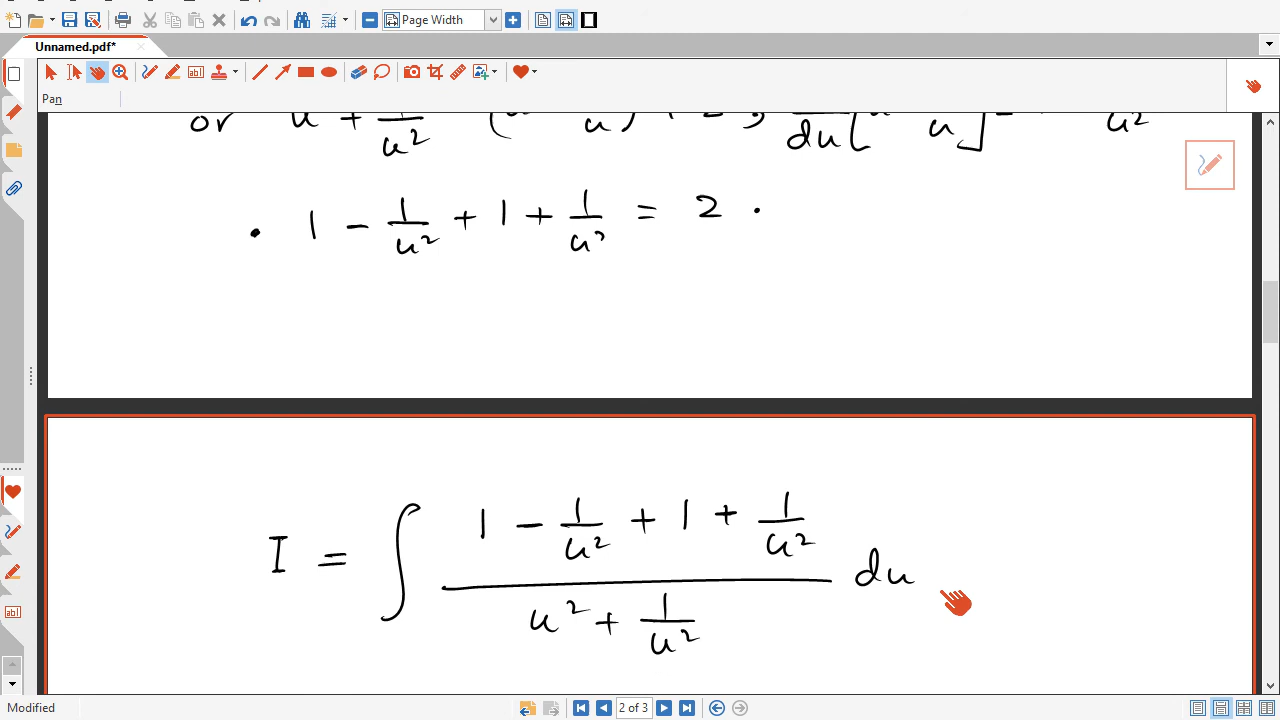 Page Width
Unnamed.pdf*
Pan
or
1 - 1/u² + 1 + 1/u² = 2 .
I = ∫ (1 - 1/u² + 1 + 1/u²) / (u² + 1/u²) du
Modified
2 of 3